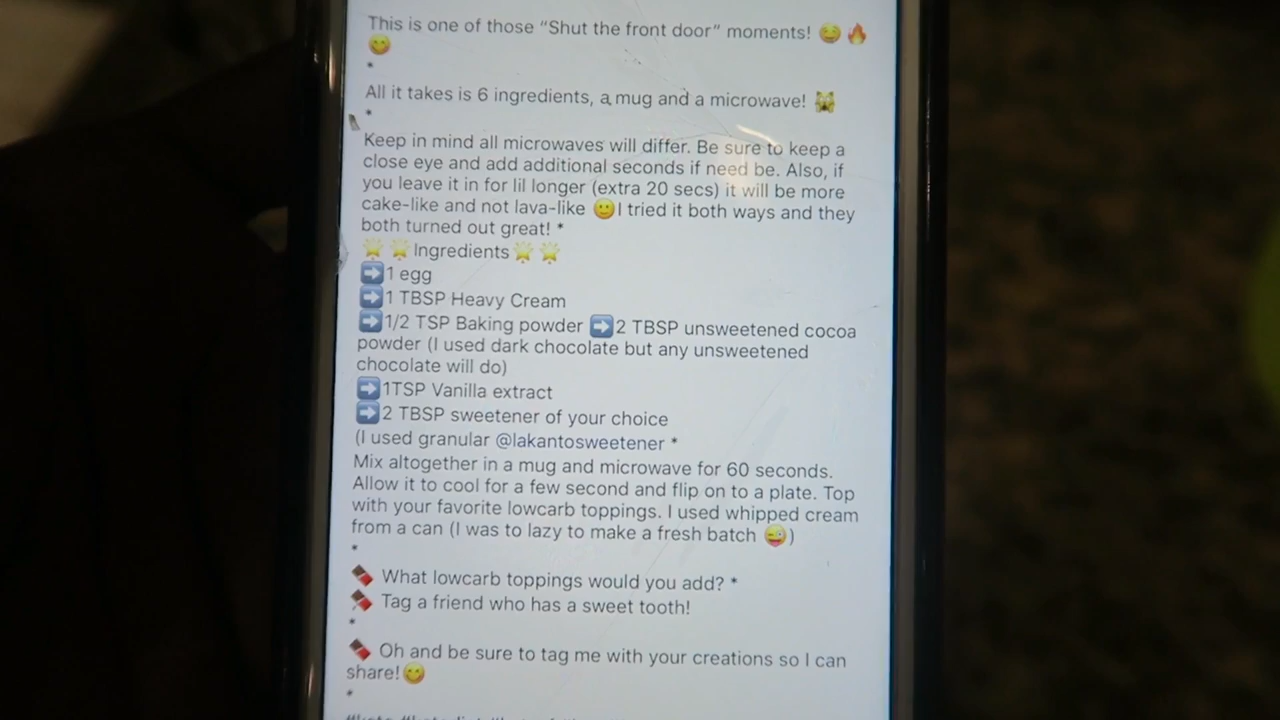 This is one of those “Shut the front door” moments! 🤤🔥
😋
*
All it takes is 6 ingredients, a mug and a microwave! 🙀
*
Keep in mind all microwaves will differ. Be sure to keep a
close eye and add additional seconds if need be. Also, if
you leave it in for lil longer (extra 20 secs) it will be more
cake-like and not lava-like 🙂I tried it both ways and they
both turned out great! *
🌟🌟Ingredients🌟🌟
➡️1 egg
➡️1 TBSP Heavy Cream
➡️1/2 TSP Baking powder ➡️2 TBSP unsweetened cocoa
powder (I used dark chocolate but any unsweetened
chocolate will do)
➡️1TSP Vanilla extract
➡️2 TBSP sweetener of your choice
(I used granular @lakantosweetener *
Mix altogether in a mug and microwave for 60 seconds.
Allow it to cool for a few second and flip on to a plate. Top
with your favorite lowcarb toppings. I used whipped cream
from a can (I was to lazy to make a fresh batch 😜)
*
🍫 What lowcarb toppings would you add? *
🍫 Tag a friend who has a sweet tooth!
*
🍫 Oh and be sure to tag me with your creations so I can
share!😋
*